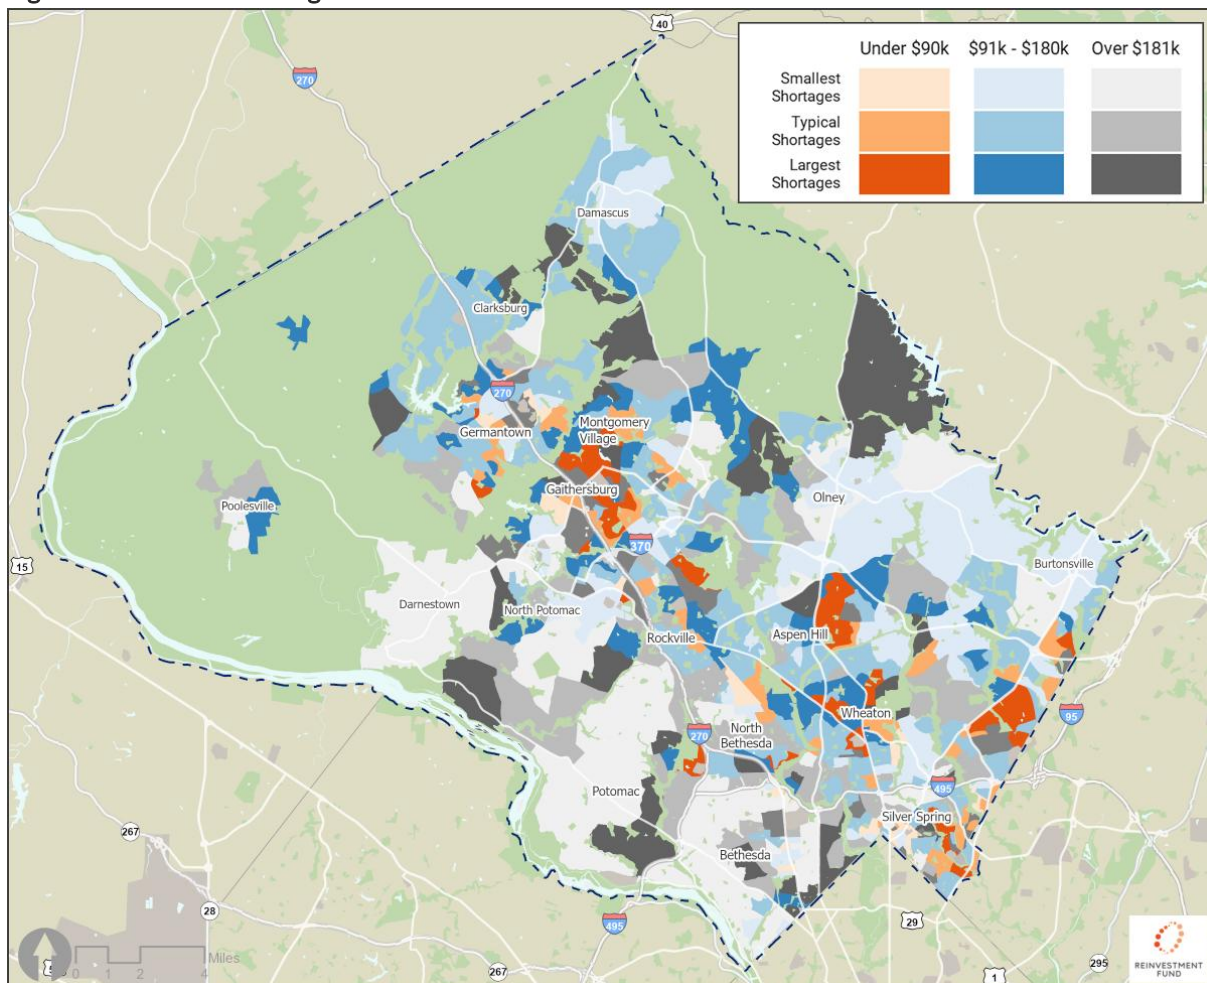 40
270
Under $90k $91k - $180k Over $181k
Smallest
Shortages
Typical
Shortages
Largest
Shortages
Damascus
Clarksburg
270
Germantown
Montgomery
Village
Gaithersburg
Poolesville
Olney
370
15
Burtonsville
Darnestown
North Potomac
Rockville
Aspen Hill
Wheaton
95
270
North
Bethesda
Potomac
495
Silver Spring
267
Bethesda
28
495
29
Miles
0 1 2 4
267
1
295
REINVESTMENT
FUND